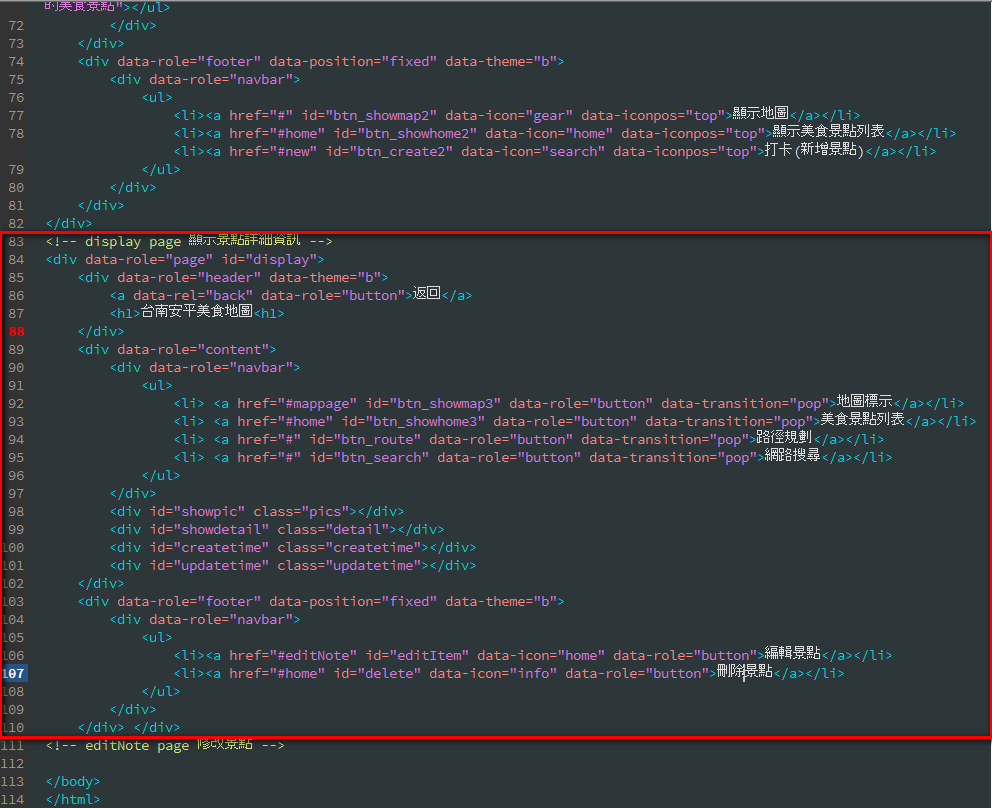 的美食景點"></ul>
72 </div>
73 </div>
74 <div data-role="footer" data-position="fixed" data-theme="b">
75 <div data-role="navbar">
76 <ul>
77 <li><a href="#" id="btn_showmap2" data-icon="gear" data-iconpos="top">顯示地圖</a></li>
78 <li><a href="#home" id="btn_showhome2" data-icon="home" data-iconpos="top">顯示美食景點列表</a></li>
<li><a href="#new" id="btn_create2" data-icon="search" data-iconpos="top">打卡(新增景點)</a></li>
79 </ul>
80 </div>
81 </div>
82 </div>
83 <!-- display page 顯示景點詳細資訊 -->
84 <div data-role="page" id="display">
85 <div data-role="header" data-theme="b">
86 <a data-rel="back" data-role="button">返回</a>
87 <h1>台南安平美食地圖<h1>
88 </div>
89 <div data-role="content">
90 <div data-role="navbar">
91 <ul>
92 <li> <a href="#mappage" id="btn_showmap3" data-role="button" data-transition="pop">地圖標示</a></li>
93 <li> <a href="#home" id="btn_showhome3" data-role="button" data-transition="pop">美食景點列表</a></li>
94 <li> <a href="#" id="btn_route" data-role="button" data-transition="pop">路徑規劃</a></li>
95 <li> <a href="#" id="btn_search" data-role="button" data-transition="pop">網路搜尋</a></li>
96 </ul>
97 </div>
98 <div id="showpic" class="pics"></div>
99 <div id="showdetail" class="detail"></div>
100 <div id="createtime" class="createtime"></div>
101 <div id="updatetime" class="updatetime"></div>
102 </div>
103 <div data-role="footer" data-position="fixed" data-theme="b">
104 <div data-role="navbar">
105 <ul>
106 <li><a href="#editNote" id="editItem" data-icon="home" data-role="button">編輯景點</a></li>
107 <li><a href="#home" id="delete" data-icon="info" data-role="button">刪除景點</a></li>
108 </ul>
109 </div>
110 </div> </div>
111 <!-- editNote page 修改景點 -->
112
113 </body>
114 </html>